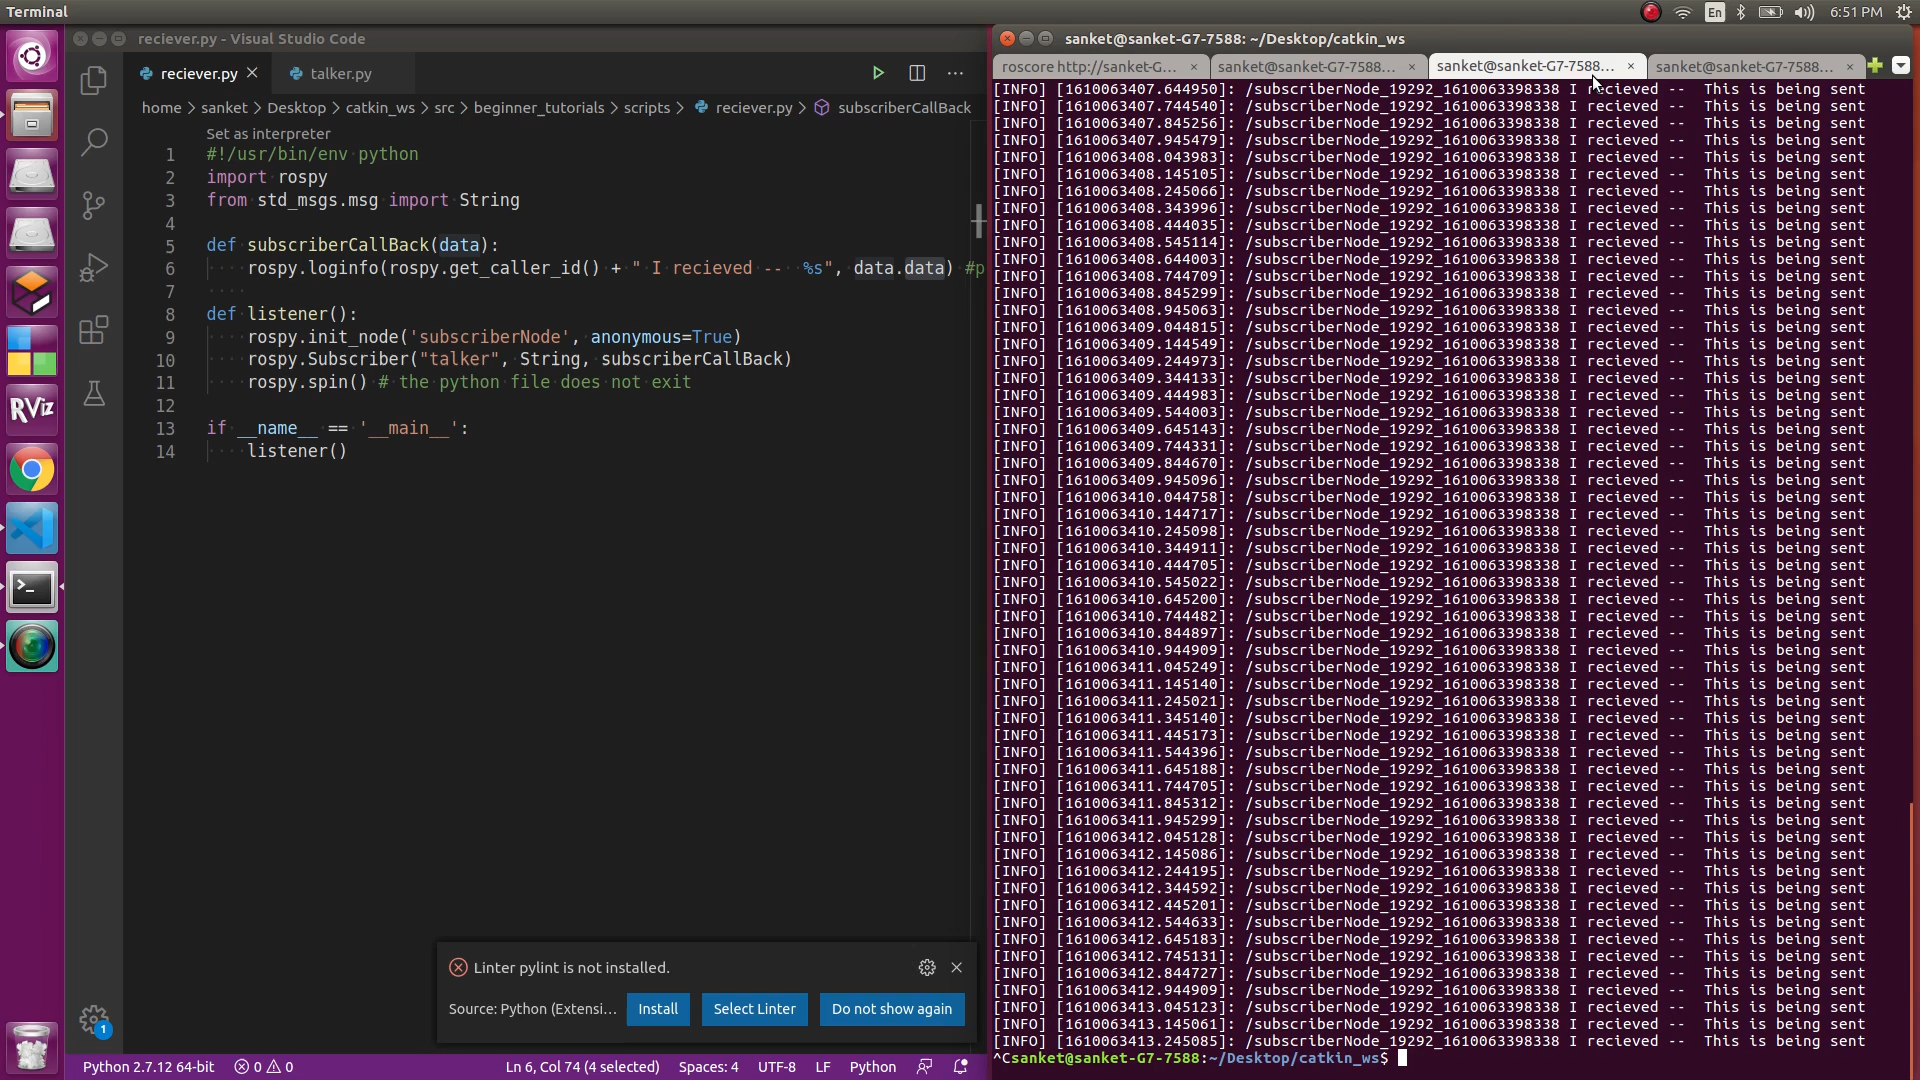 Terminal
En
6:51 PM
reciever.py - Visual Studio Code
reciever.py
talker.py
home > sanket > Desktop > catkin_ws > src > beginner_tutorials > scripts > reciever.py > subscriberCallBack
Set as interpreter
1 #!/usr/bin/env python
2 import rospy
3 from std_msgs.msg import String
4
5 def subscriberCallBack(data):
6 rospy.loginfo(rospy.get_caller_id() + " I recieved -- %s", data.data) #p
7
8 def listener():
9 rospy.init_node('subscriberNode', anonymous=True)
10 rospy.Subscriber("talker", String, subscriberCallBack)
11 rospy.spin() # the python file does not exit
12
13 if __name__ == '__main__':
14 listener()
RViz
Linter pylint is not installed.
Source: Python (Extensi...
Install
Select Linter
Do not show again
1
Python 2.7.12 64-bit
0 0
Ln 6, Col 74 (4 selected)
Spaces: 4
UTF-8
LF
Python
sanket@sanket-G7-7588: ~/Desktop/catkin_ws
roscore http://sanket-G...
sanket@sanket-G7-7588...
sanket@sanket-G7-7588...
sanket@sanket-G7-7588...
[INFO] [1610063407.644950]: /subscriberNode_19292_1610063398338 I recieved -- This is being sent
[INFO] [1610063407.744540]: /subscriberNode_19292_1610063398338 I recieved -- This is being sent
[INFO] [1610063407.845256]: /subscriberNode_19292_1610063398338 I recieved -- This is being sent
[INFO] [1610063407.945479]: /subscriberNode_19292_1610063398338 I recieved -- This is being sent
[INFO] [1610063408.043983]: /subscriberNode_19292_1610063398338 I recieved -- This is being sent
[INFO] [1610063408.145105]: /subscriberNode_19292_1610063398338 I recieved -- This is being sent
[INFO] [1610063408.245066]: /subscriberNode_19292_1610063398338 I recieved -- This is being sent
[INFO] [1610063408.343996]: /subscriberNode_19292_1610063398338 I recieved -- This is being sent
[INFO] [1610063408.444035]: /subscriberNode_19292_1610063398338 I recieved -- This is being sent
[INFO] [1610063408.545114]: /subscriberNode_19292_1610063398338 I recieved -- This is being sent
[INFO] [1610063408.644003]: /subscriberNode_19292_1610063398338 I recieved -- This is being sent
[INFO] [1610063408.744709]: /subscriberNode_19292_1610063398338 I recieved -- This is being sent
[INFO] [1610063408.845299]: /subscriberNode_19292_1610063398338 I recieved -- This is being sent
[INFO] [1610063408.945063]: /subscriberNode_19292_1610063398338 I recieved -- This is being sent
[INFO] [1610063409.044815]: /subscriberNode_19292_1610063398338 I recieved -- This is being sent
[INFO] [1610063409.144549]: /subscriberNode_19292_1610063398338 I recieved -- This is being sent
[INFO] [1610063409.244973]: /subscriberNode_19292_1610063398338 I recieved -- This is being sent
[INFO] [1610063409.344133]: /subscriberNode_19292_1610063398338 I recieved -- This is being sent
[INFO] [1610063409.444983]: /subscriberNode_19292_1610063398338 I recieved -- This is being sent
[INFO] [1610063409.544003]: /subscriberNode_19292_1610063398338 I recieved -- This is being sent
[INFO] [1610063409.645143]: /subscriberNode_19292_1610063398338 I recieved -- This is being sent
[INFO] [1610063409.744331]: /subscriberNode_19292_1610063398338 I recieved -- This is being sent
[INFO] [1610063409.844670]: /subscriberNode_19292_1610063398338 I recieved -- This is being sent
[INFO] [1610063409.945096]: /subscriberNode_19292_1610063398338 I recieved -- This is being sent
[INFO] [1610063410.044758]: /subscriberNode_19292_1610063398338 I recieved -- This is being sent
[INFO] [1610063410.144717]: /subscriberNode_19292_1610063398338 I recieved -- This is being sent
[INFO] [1610063410.245098]: /subscriberNode_19292_1610063398338 I recieved -- This is being sent
[INFO] [1610063410.344911]: /subscriberNode_19292_1610063398338 I recieved -- This is being sent
[INFO] [1610063410.444705]: /subscriberNode_19292_1610063398338 I recieved -- This is being sent
[INFO] [1610063410.545022]: /subscriberNode_19292_1610063398338 I recieved -- This is being sent
[INFO] [1610063410.645200]: /subscriberNode_19292_1610063398338 I recieved -- This is being sent
[INFO] [1610063410.744482]: /subscriberNode_19292_1610063398338 I recieved -- This is being sent
[INFO] [1610063410.844897]: /subscriberNode_19292_1610063398338 I recieved -- This is being sent
[INFO] [1610063410.944909]: /subscriberNode_19292_1610063398338 I recieved -- This is being sent
[INFO] [1610063411.045249]: /subscriberNode_19292_1610063398338 I recieved -- This is being sent
[INFO] [1610063411.145140]: /subscriberNode_19292_1610063398338 I recieved -- This is being sent
[INFO] [1610063411.245021]: /subscriberNode_19292_1610063398338 I recieved -- This is being sent
[INFO] [1610063411.345140]: /subscriberNode_19292_1610063398338 I recieved -- This is being sent
[INFO] [1610063411.445173]: /subscriberNode_19292_1610063398338 I recieved -- This is being sent
[INFO] [1610063411.544396]: /subscriberNode_19292_1610063398338 I recieved -- This is being sent
[INFO] [1610063411.645188]: /subscriberNode_19292_1610063398338 I recieved -- This is being sent
[INFO] [1610063411.744705]: /subscriberNode_19292_1610063398338 I recieved -- This is being sent
[INFO] [1610063411.845312]: /subscriberNode_19292_1610063398338 I recieved -- This is being sent
[INFO] [1610063411.945299]: /subscriberNode_19292_1610063398338 I recieved -- This is being sent
[INFO] [1610063412.045128]: /subscriberNode_19292_1610063398338 I recieved -- This is being sent
[INFO] [1610063412.145086]: /subscriberNode_19292_1610063398338 I recieved -- This is being sent
[INFO] [1610063412.244195]: /subscriberNode_19292_1610063398338 I recieved -- This is being sent
[INFO] [1610063412.344592]: /subscriberNode_19292_1610063398338 I recieved -- This is being sent
[INFO] [1610063412.445201]: /subscriberNode_19292_1610063398338 I recieved -- This is being sent
[INFO] [1610063412.544633]: /subscriberNode_19292_1610063398338 I recieved -- This is being sent
[INFO] [1610063412.645183]: /subscriberNode_19292_1610063398338 I recieved -- This is being sent
[INFO] [1610063412.745131]: /subscriberNode_19292_1610063398338 I recieved -- This is being sent
[INFO] [1610063412.844727]: /subscriberNode_19292_1610063398338 I recieved -- This is being sent
[INFO] [1610063412.944909]: /subscriberNode_19292_1610063398338 I recieved -- This is being sent
[INFO] [1610063413.045123]: /subscriberNode_19292_1610063398338 I recieved -- This is being sent
[INFO] [1610063413.145061]: /subscriberNode_19292_1610063398338 I recieved -- This is being sent
[INFO] [1610063413.245085]: /subscriberNode_19292_1610063398338 I recieved -- This is being sent
^Csanket@sanket-G7-7588:~/Desktop/catkin_ws$